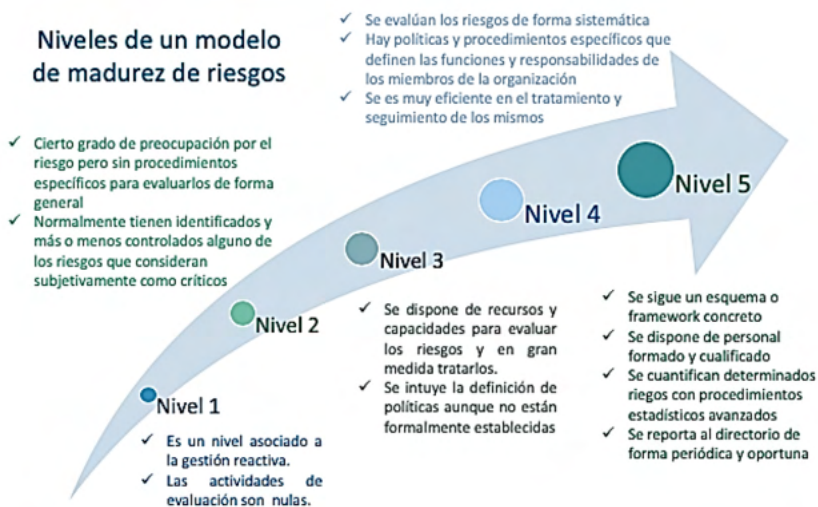 Niveles de un modelo
de madurez de riesgos
✓ Se evalúan los riesgos de forma sistemática
✓ Hay políticas y procedimientos específicos que
definen las funciones y responsabilidades de
los miembros de la organización
✓ Se es muy eficiente en el tratamiento y
seguimiento de los mismos
✓ Cierto grado de preocupación por el
riesgo pero sin procedimientos
específicos para evaluarlos de forma
general
✓ Normalmente tienen identificados y
más o menos controlados alguno de
los riesgos que consideran
subjetivamente como críticos
Nivel 5
Nivel 4
Nivel 3
Nivel 2
Nivel 1
✓ Es un nivel asociado a
la gestión reactiva.
✓ Las actividades de
evaluación son nulas.
✓ Se dispone de recursos y
capacidades para evaluar
los riesgos y en gran
medida tratarlos.
✓ Se intuye la definición de
políticas aunque no están
formalmente establecidas
✓ Se sigue un esquema o
framework concreto
✓ Se dispone de personal
formado y cualificado
✓ Se cuantifican determinados
riegos con procedimientos
estadísticos avanzados
✓ Se reporta al directorio de
forma periódica y oportuna